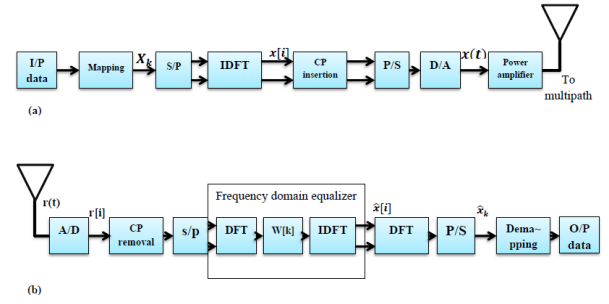 I/P
data
Mapping
X_k
S/P
IDFT
x[i]
CP
insertion
P/S
D/A
x(t)
Power
amplifier
To
multipath
(a)
r(t)
A/D
r[i]
CP
removal
s/p
Frequency domain equalizer
DFT
W[k]
IDFT
x̂[i]
DFT
P/S
x̂_k
Dema~
pping
O/P
data
(b)